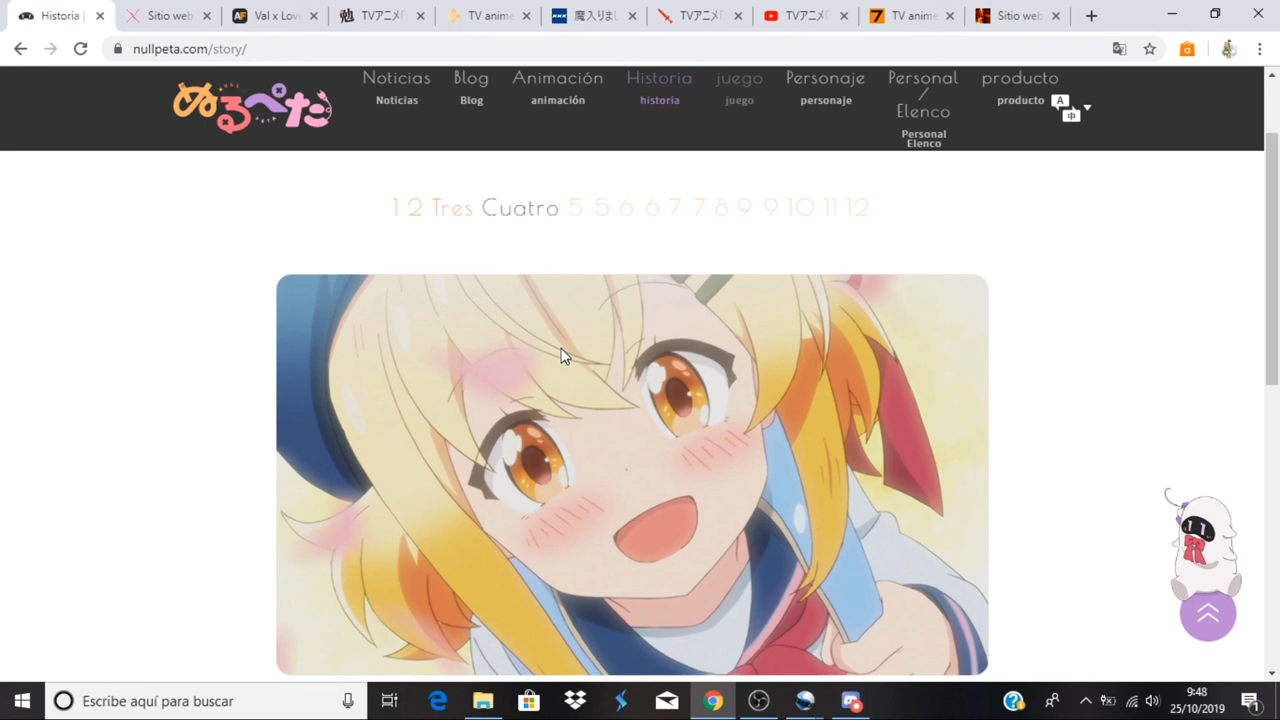 Historia |
Sitio web
Val x Love
TVアニメ「
TV anime
魔入りま
TVアニメ「
TVアニメ「
TV anime
Sitio web
nullpeta.com/story/
ぬるぺた
Noticias Blog Animación Historia juego Personaje Personal / Elenco producto
Noticias Blog animación historia juego personaje Personal Elenco producto
1 2 Tres Cuatro 5 5 6 6 7 7 8 9 9 10 11 12
Escribe aquí para buscar
9:48
25/10/2019